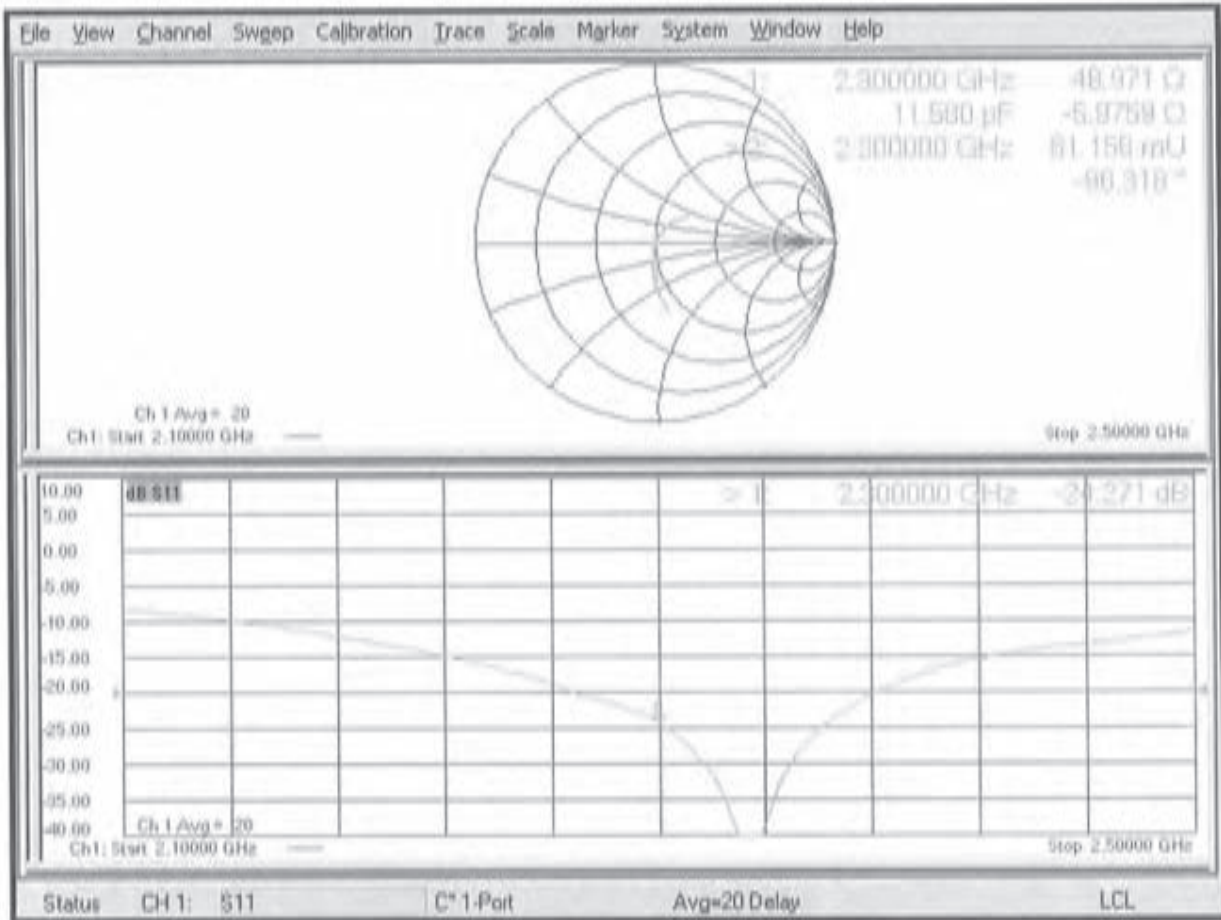 File View Channel Sweep Calibration Trace Scale Marker System Window Help
1: 2.300000 GHz 48.971 Ω
11.580 pF -5.9759 Ω
> 2: 2.300000 GHz 61.156 mU
-96.318 °
Ch 1 Avg = 20
Ch1: Start 2.10000 GHz
Stop 2.50000 GHz
10.00
dB S11
> 1: 2.300000 GHz -24.271 dB
5.00
0.00
-5.00
-10.00
-15.00
-20.00
-25.00
-30.00
-35.00
-40.00
Ch 1 Avg = 20
Ch1: Start 2.10000 GHz
Stop 2.50000 GHz
Status CH 1: S11 C* 1-Port Avg=20 Delay LCL